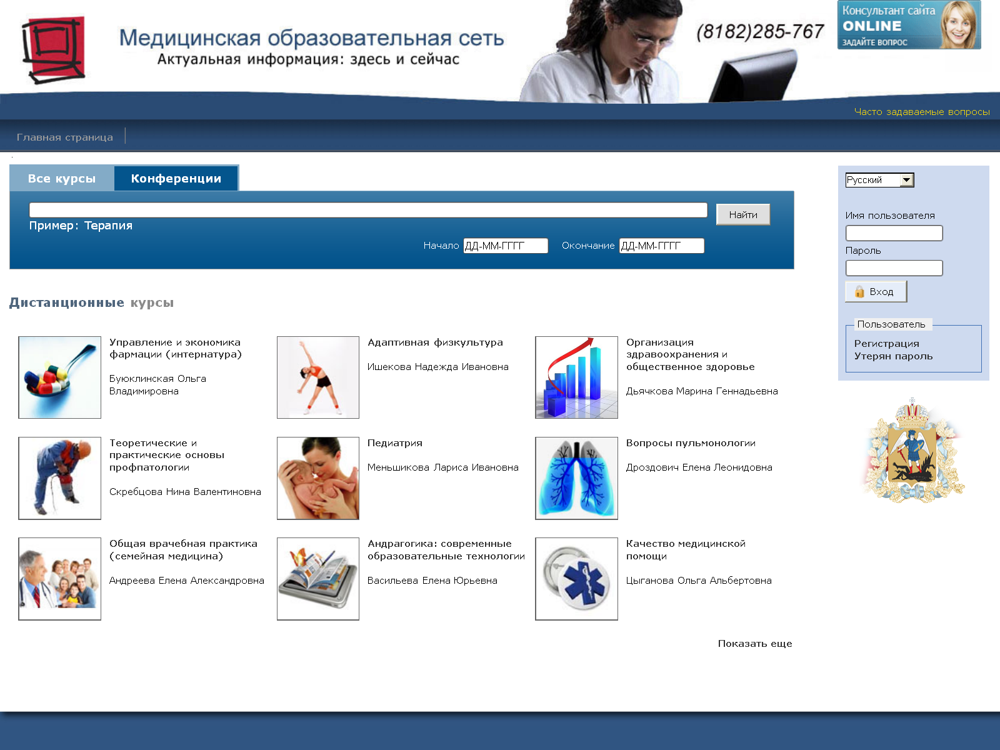 Медицинская образовательная сеть
Актуальная информация: здесь и сейчас
(8182)285-767
Консультант сайта
ONLINE
ЗАДАЙТЕ ВОПРОС
Часто задаваемые вопросы
Главная страница
Все курсы
Конференции
Найти
Пример: Терапия
Начало
ДД-ММ-ГГГГ
Окончание
ДД-ММ-ГГГГ
Русский
Имя пользователя
Пароль
Вход
Пользователь
Регистрация
Утерян пароль
Дистанционные курсы
Управление и экономика
фармации (интернатура)
Буюклинская Ольга
Владимировна
Адаптивная физкультура
Ишекова Надежда Ивановна
Организация
здравоохранения и
общественное здоровье
Дьячкова Марина Геннадьевна
Теоретические и
практические основы
профпатологии
Скребцова Нина Валентиновна
Педиатрия
Меньшикова Лариса Ивановна
Вопросы пульмонологии
Дроздович Елена Леонидовна
Общая врачебная практика
(семейная медицина)
Андреева Елена Александровна
Андрагогика: современные
образовательные технологии
Васильева Елена Юрьевна
Качество медицинской
помощи
Цыганова Ольга Альбертовна
Показать еще